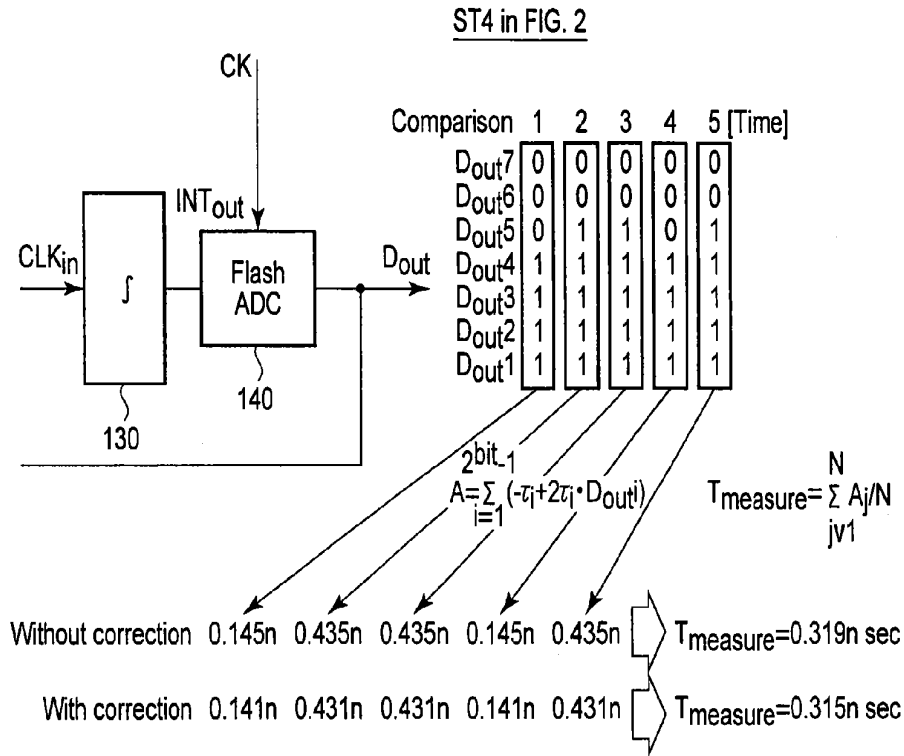 ST4 in FIG. 2
CK
Comparison 1 2 3 4 5 [Time]
Dout7 0 0 0 0 0
Dout6 0 0 0 0 0
Dout5 0 1 1 0 1
Dout4 1 1 1 1 1
Dout3 1 1 1 1 1
Dout2 1 1 1 1 1
Dout1 1 1 1 1 1
INTout
CLKin
∫
Flash
ADC
Dout
130
140
2^bit-1
A=Σ(-τi+2τi·Douti)
i=1
N
Tmeasure=Σ Aj/N
jv1
Without correction 0.145n 0.435n 0.435n 0.145n 0.435n Tmeasure=0.319n sec
With correction 0.141n 0.431n 0.431n 0.141n 0.431n Tmeasure=0.315n sec